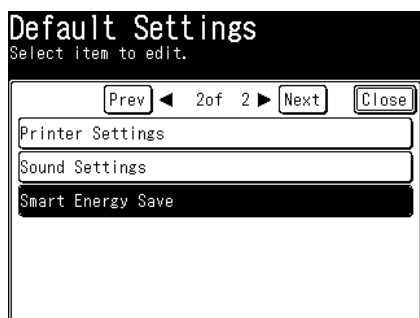 Default Settings
Select item to edit.
Prev ◀ 2of 2 ▶ Next Close
Printer Settings
Sound Settings
Smart Energy Save